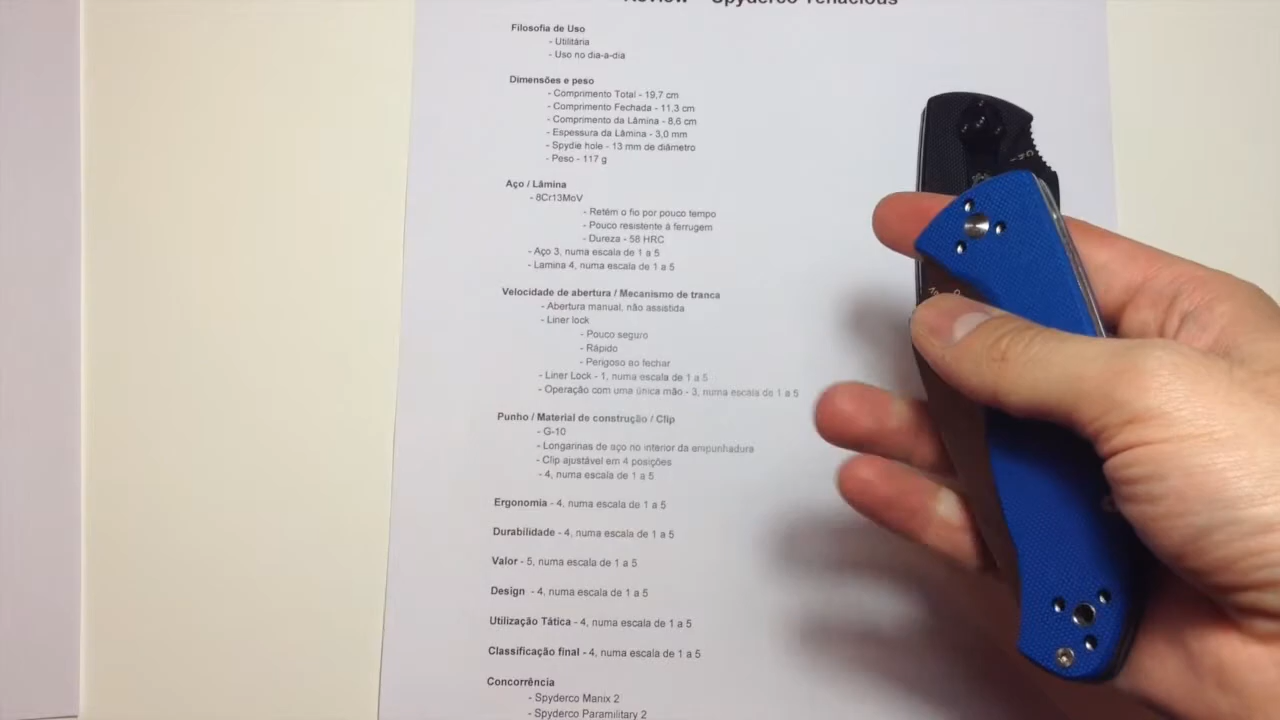 Review - Spyderco Tenacious
Filosofia de Uso
- Utilitária
- Uso no dia-a-dia
Dimensões e peso
- Comprimento Total - 19,7 cm
- Comprimento Fechada - 11,3 cm
- Comprimento da Lâmina - 8,6 cm
- Espessura da Lâmina - 3,0 mm
- Spydie hole - 13 mm de diâmetro
- Peso - 117 g
Aço / Lâmina
- 8Cr13MoV
- Retém o fio por pouco tempo
- Pouco resistente à ferrugem
- Dureza - 58 HRC
- Aço 3, numa escala de 1 a 5
- Lamina 4, numa escala de 1 a 5
Velocidade de abertura / Mecanismo de tranca
- Abertura manual, não assistida
- Liner lock
- Pouco seguro
- Rápido
- Perigoso ao fechar
- Liner Lock - 1, numa escala de 1 a 5
- Operação com uma única mão - 3, numa escala de 1 a 5
Punho / Material de construção / Clip
- G-10
- Longarinas de aço no interior da empunhadura
- Clip ajustável em 4 posições
- 4, numa escala de 1 a 5
Ergonomia - 4, numa escala de 1 a 5
Durabilidade - 4, numa escala de 1 a 5
Valor - 5, numa escala de 1 a 5
Design - 4, numa escala de 1 a 5
Utilização Tática - 4, numa escala de 1 a 5
Classificação final - 4, numa escala de 1 a 5
Concorrência
- Spyderco Manix 2
- Spyderco Paramilitary 2